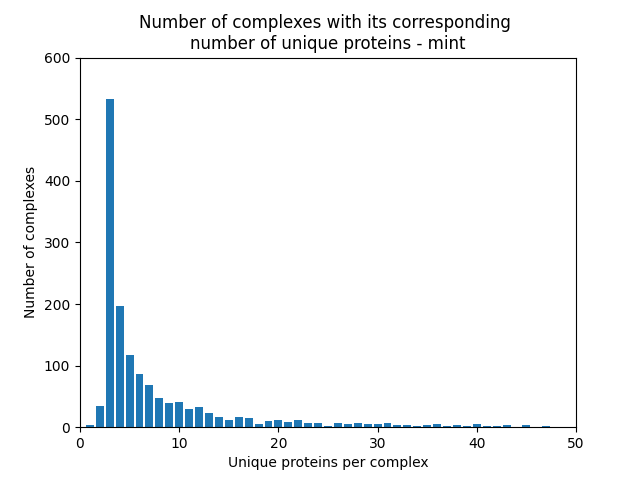 Number of complexes with its corresponding
number of unique proteins - mint
600
500
400
300
200
100
0
Number of complexes
0 10 20 30 40 50
Unique proteins per complex